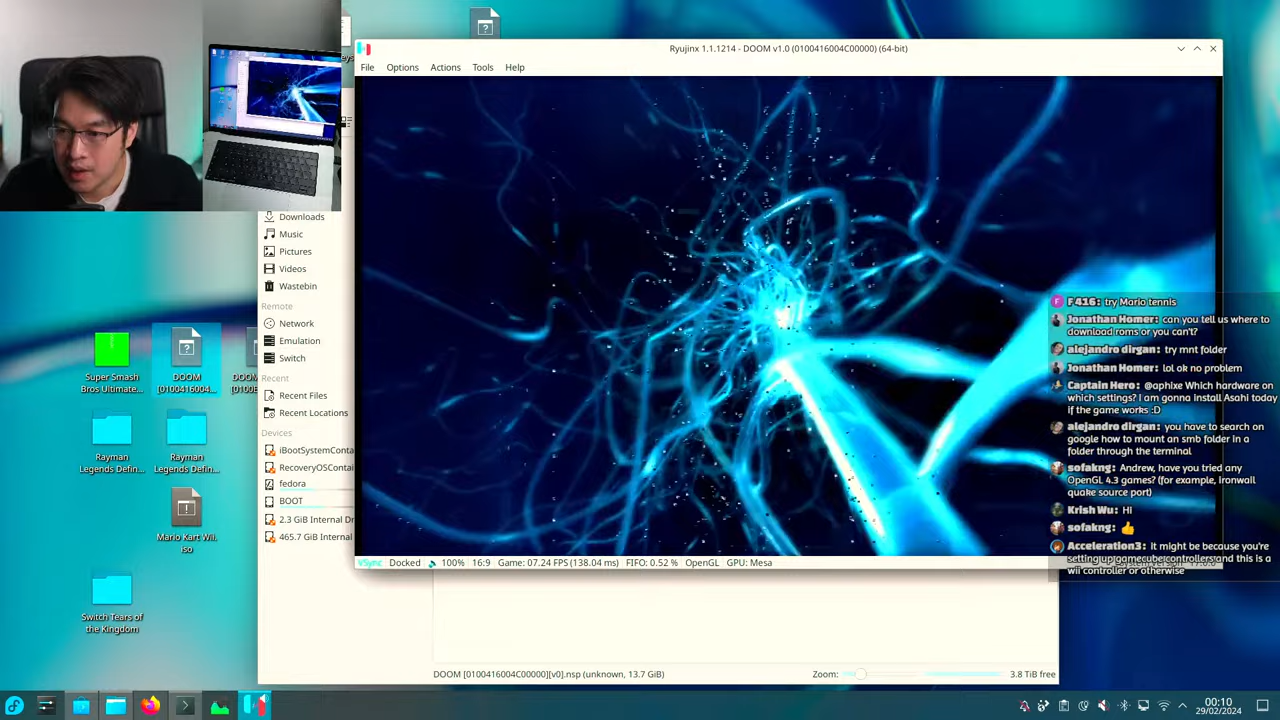 Ryujinx 1.1.1214 - DOOM v1.0 (0100416004C00000) (64-bit)
File Options Actions Tools Help
Downloads
Music
Pictures
Videos
Wastebin
Remote
Network
Emulation
Switch
Recent
Recent Files
Recent Locations
Devices
iBootSystemConta
RecoveryOSContai
fedora
BOOT
2.3 GiB Internal Dr
465.7 GiB Internal
Super Smash
Bros Ultimate...
DOOM
[0100416004...
DOOM
Rayman
Legends Defin...
Rayman
Legends Defin...
Mario Kart Wii.
iso
Switch Tears of
the Kingdom
F 416: try Mario tennis
Jonathan Homer: can you tell us where to
download roms or you can't?
alejandro dirgan: try mnt folder
Jonathan Homer: lol ok no problem
Captain Hero: @aphixe Which hardware on
which settings? I am gonna install Asahi today
if the game works :D
alejandro dirgan: you have to search on
google how to mount an smb folder in a
folder through the terminal
sofakng: Andrew, have you tried any
OpenGL 4.3 games? (for example, Ironwall
quake source port)
Krish Wu: Hi
sofakng: 👍
Acceleration3: it might be because you're
setting up gamecube controllers and this is a
wii controller or otherwise
VSync Docked 100% 16:9 Game: 07.24 FPS (138.04 ms) FIFO: 0.52 % OpenGL GPU: Mesa
DOOM [0100416004C00000][v0].nsp (unknown, 13.7 GiB) Zoom: 3.8 TiB free
00:10
29/02/2024